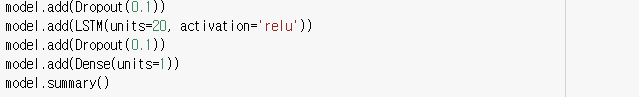 model.add(Dropout(0.1))
model.add(LSTM(units=20, activation='relu'))
model.add(Dropout(0.1))
model.add(Dense(units=1))
model.summary()